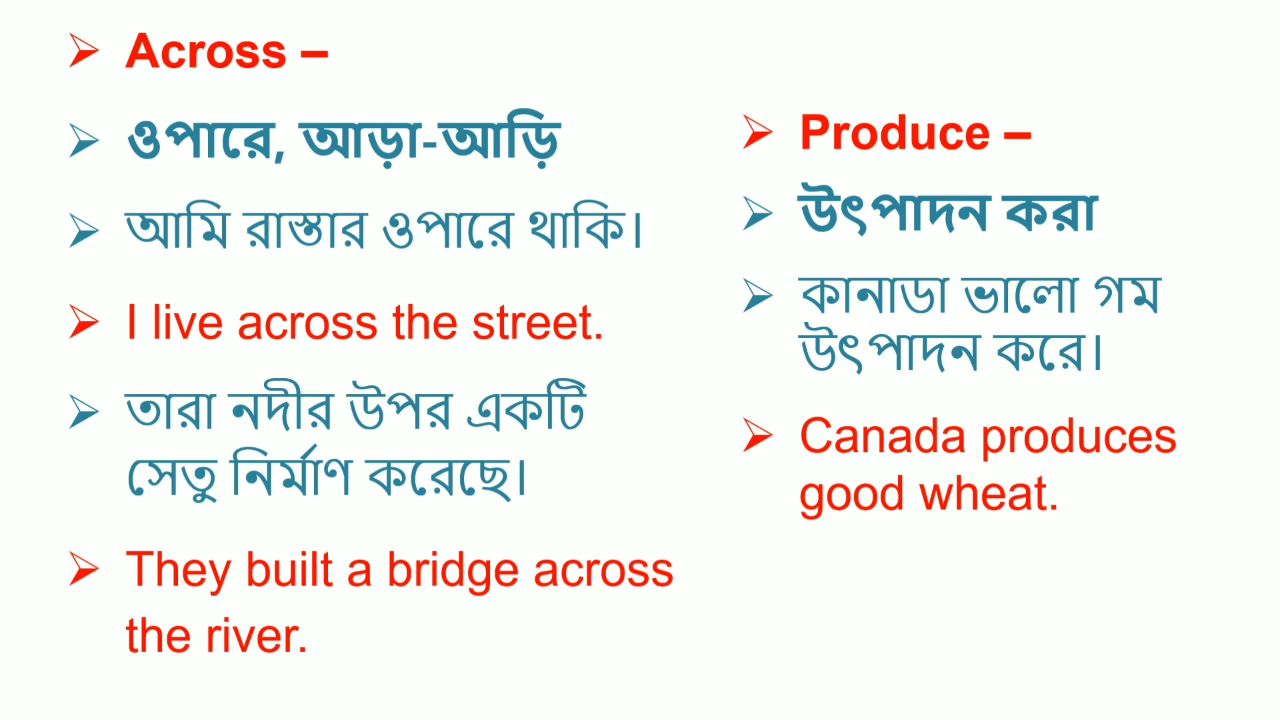 Across –
ওপারে, আড়া-আড়ি
আমি রাস্তার ওপারে থাকি।
I live across the street.
তারা নদীর উপর একটি
সেতু নির্মাণ করেছে।
They built a bridge across
the river.
Produce –
উৎপাদন করা
কানাডা ভালো গম
উৎপাদন করে।
Canada produces
good wheat.